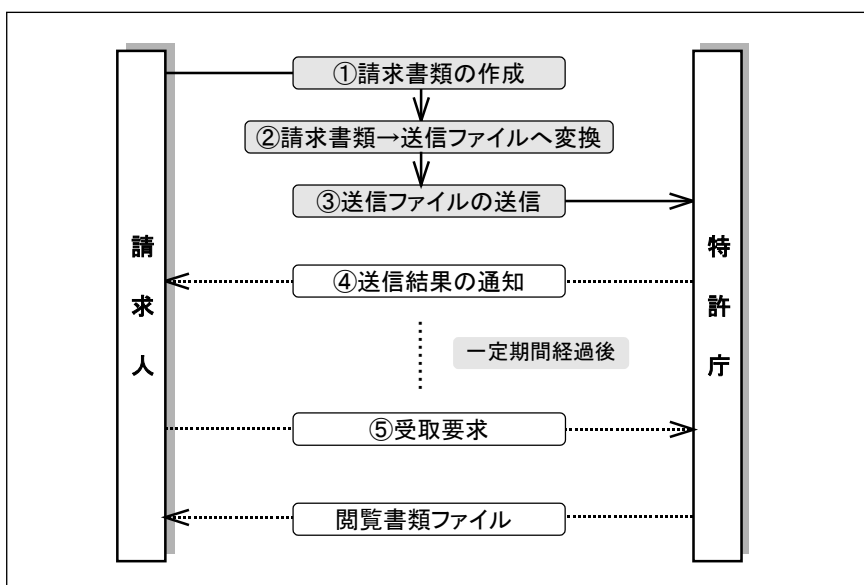 ①請求書類の作成
②請求書類→送信ファイルへ変換
③送信ファイルの送信
請求人
特許庁
④送信結果の通知
一定期間経過後
⑤受取要求
閲覧書類ファイル